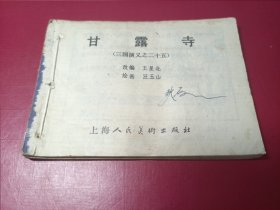 甘露寺
(三国演义之二十五)
改编 王星北
绘画 汪玉山
上海人民美术出版社